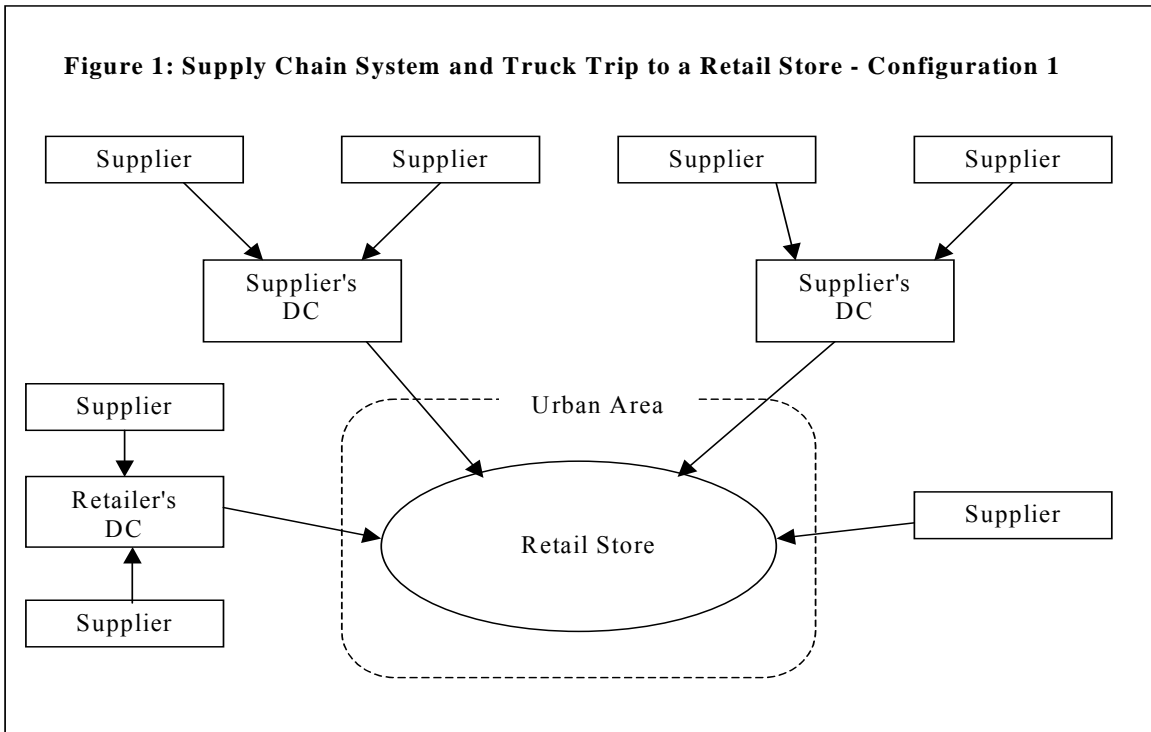 Figure 1: Supply Chain System and Truck Trip to a Retail Store - Configuration 1
Supplier
Supplier
Supplier
Supplier
Supplier's
DC
Supplier's
DC
Urban Area
Supplier
Retailer's
DC
Supplier
Retail Store
Supplier